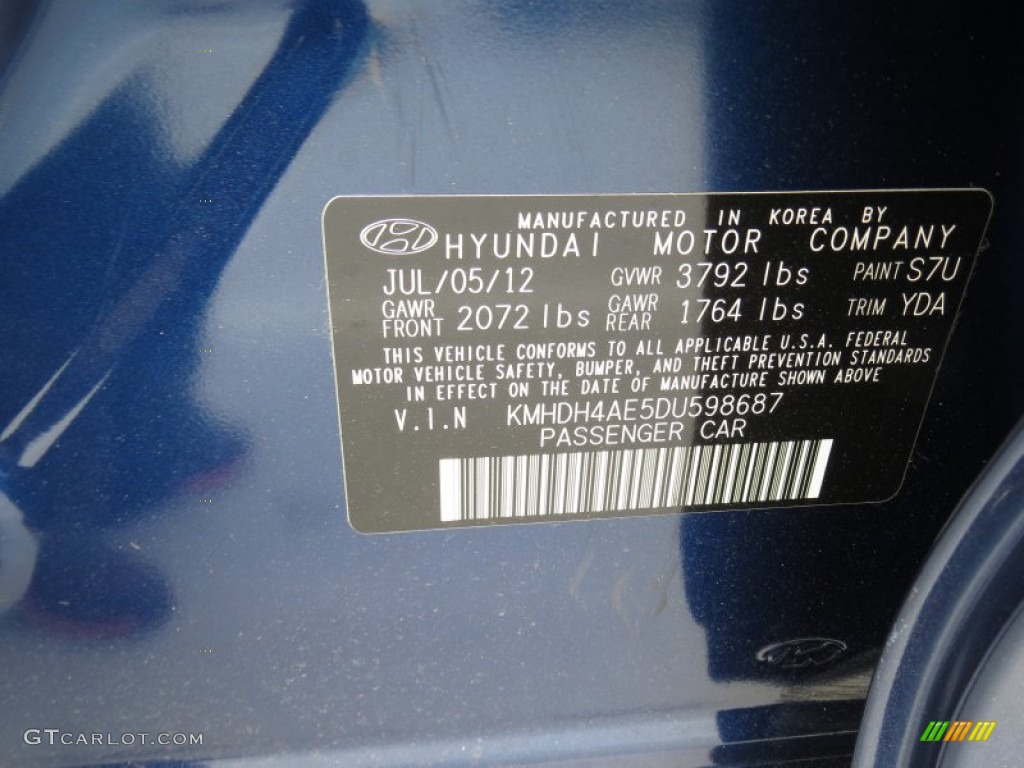 MANUFACTURED IN KOREA BY
HYUNDAI MOTOR COMPANY
JUL/05/12 GVWR 3792 lbs PAINT S7U
GAWR FRONT 2072 lbs GAWR REAR 1764 lbs TRIM YDA
THIS VEHICLE CONFORMS TO ALL APPLICABLE U.S.A. FEDERAL
MOTOR VEHICLE SAFETY, BUMPER, AND THEFT PREVENTION STANDARDS
IN EFFECT ON THE DATE OF MANUFACTURE SHOWN ABOVE
V.I.N KMHDH4AE5DU598687
PASSENGER CAR
GTCARLOT.COM